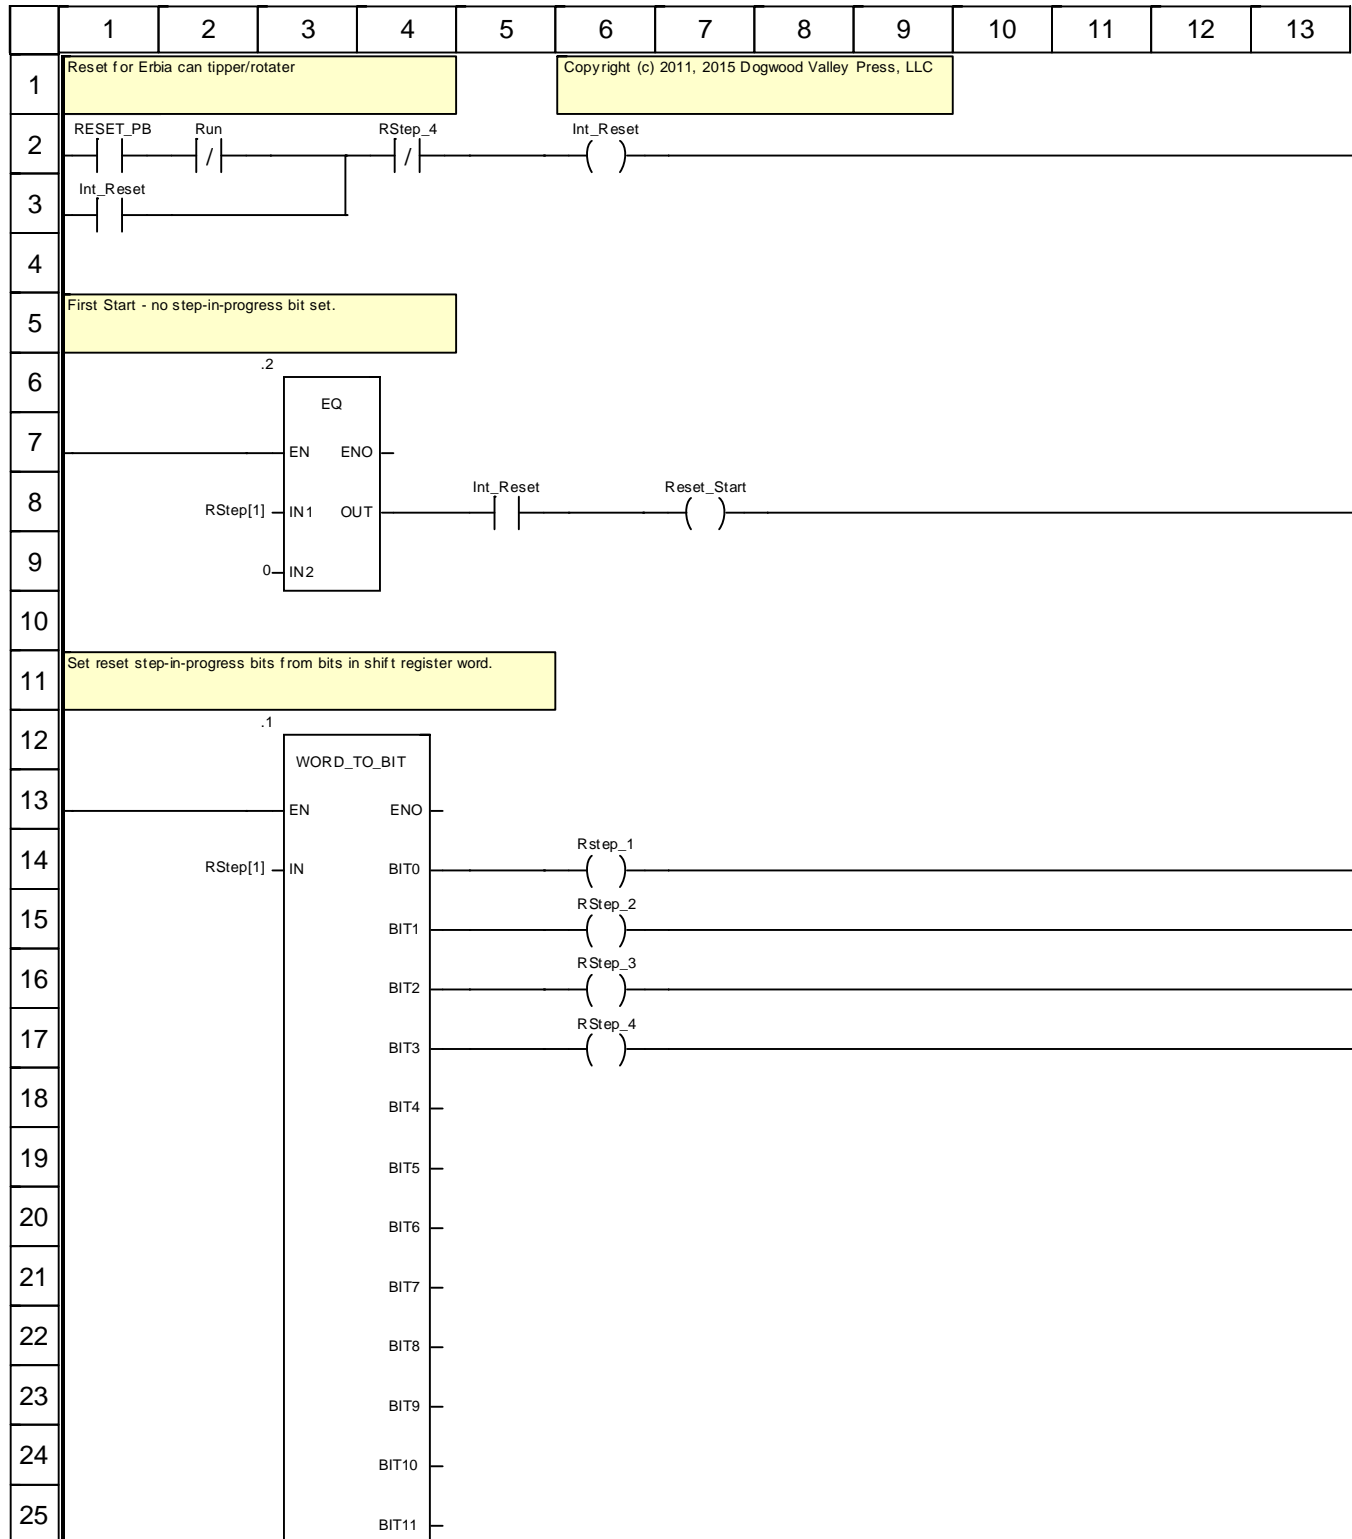 1 2 3 4 5 6 7 8 9 10 11 12 13
1
Reset for Erbia can tipper/rotater
Copyright (c) 2011, 2015 Dogwood Valley Press, LLC
RESET_PB Run RStep_4 Int_Reset
2
/ /
( )
Int_Reset
3
4
First Start - no step-in-progress bit set.
5
.2
6
EQ
7
EN ENO
Int_Reset Reset_Start
8
RStep[1] IN1 OUT
( )
9
0 IN2
10
Set reset step-in-progress bits from bits in shift register word.
11
.1
12
WORD_TO_BIT
13
EN ENO
Rstep_1
14
RStep[1] IN BIT0
( )
RStep_2
15
BIT1
( )
RStep_3
16
BIT2
( )
RStep_4
17
BIT3
( )
18
BIT4
19
BIT5
20
BIT6
21
BIT7
22
BIT8
23
BIT9
24
BIT10
25
BIT11